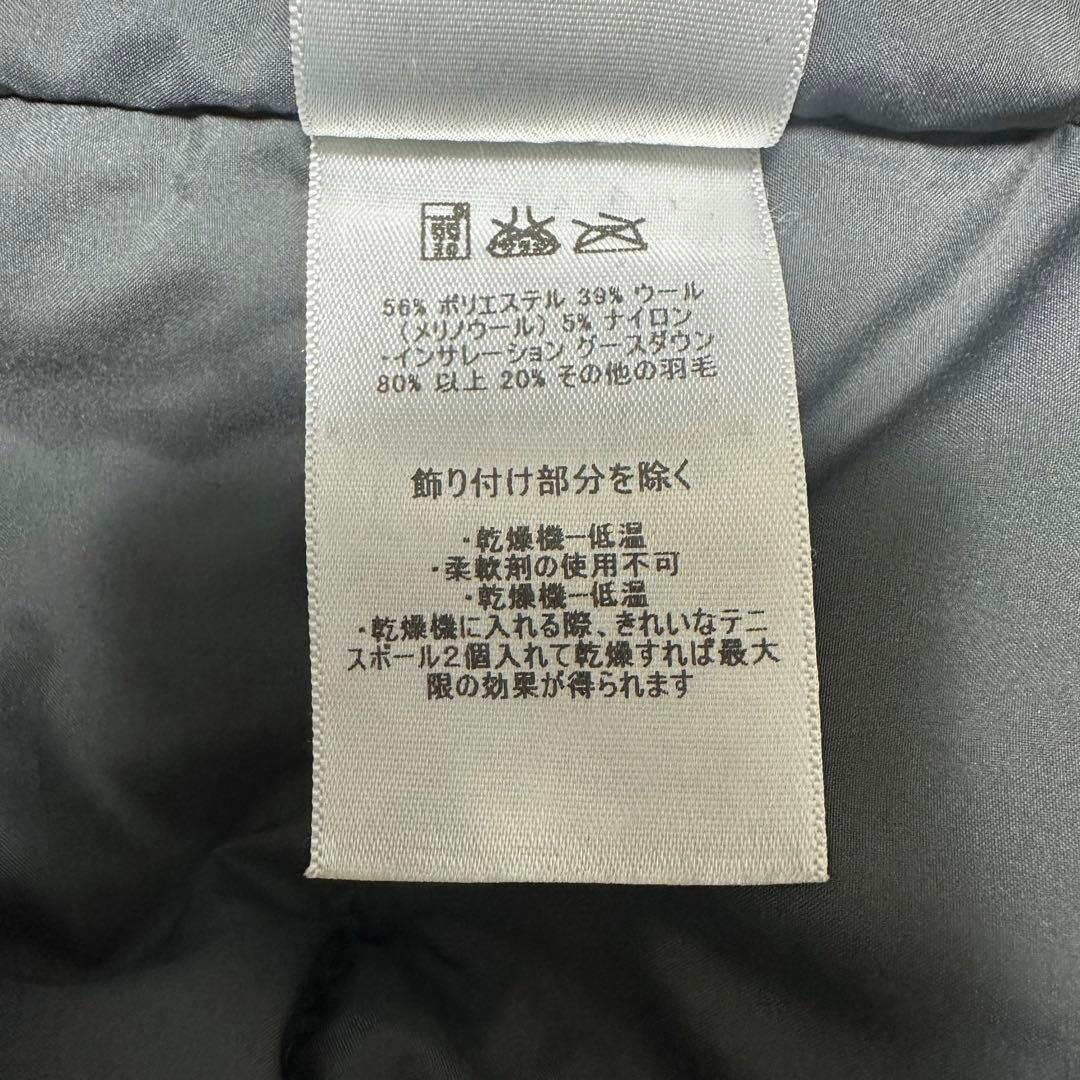 56% ポリエステル 39% ウール
(メリノウール) 5% ナイロン
・インサレーション グースダウン
80% 以上 20% その他の羽毛
飾り付け部分を除く
・乾燥機ー低温
・柔軟剤の使用不可
・乾燥機ー低温
・乾燥機に入れる際、きれいなテニ
スボール2個入れて乾燥すれば最大
限の効果が得られます